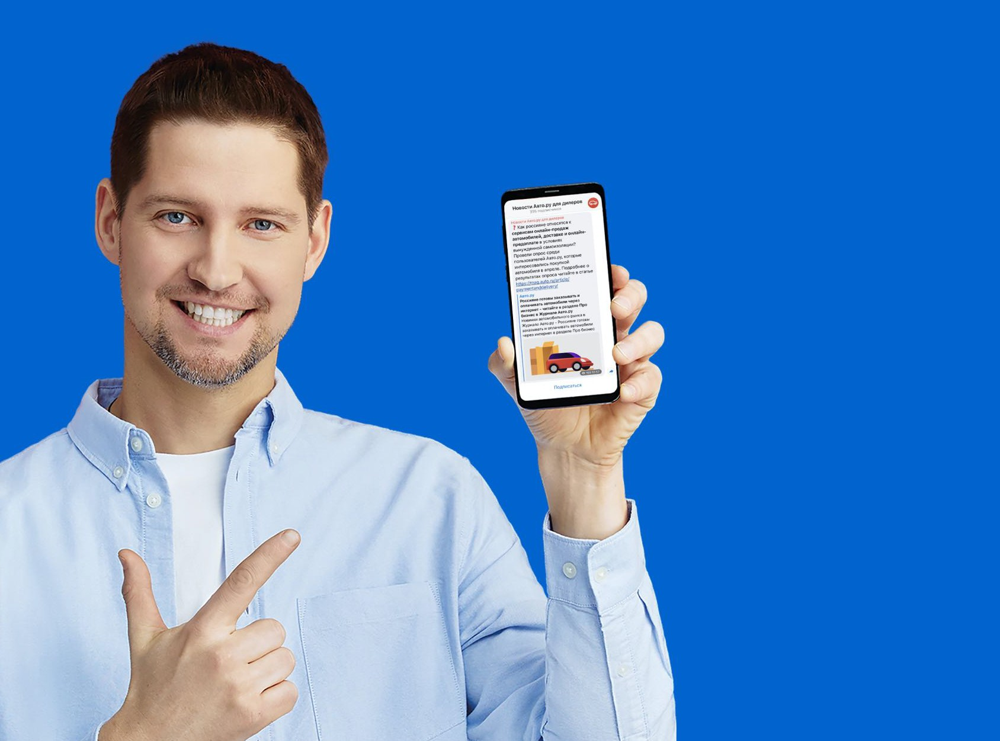 Новости Авто.ру для дилеров
935 подписчиков
Новости Авто.ру для дилеров
❓ Как россияне относятся к
сервисам онлайн-продаж
автомобилей, доставке и онлайн-
предоплате в условиях
вынужденной самоизоляции?
Провели опрос среди
пользователей Авто.ру, которые
интересовались покупкой
автомобиля в апреле. Подробнее о
результатах опроса читайте в статье
https://mag.auto.ru/article/
paymentanddelivery/
Авто.ру
Россияне готовы заказывать и
оплачивать автомобили через
интернет - читайте в разделе Про
бизнес в Журнале Авто.ру
Новинки автомобильного рынка в
Журнале Авто.ру - Россияне готовы
заказывать и оплачивать автомобили
через интернет в разделе Про бизнес
Подписаться